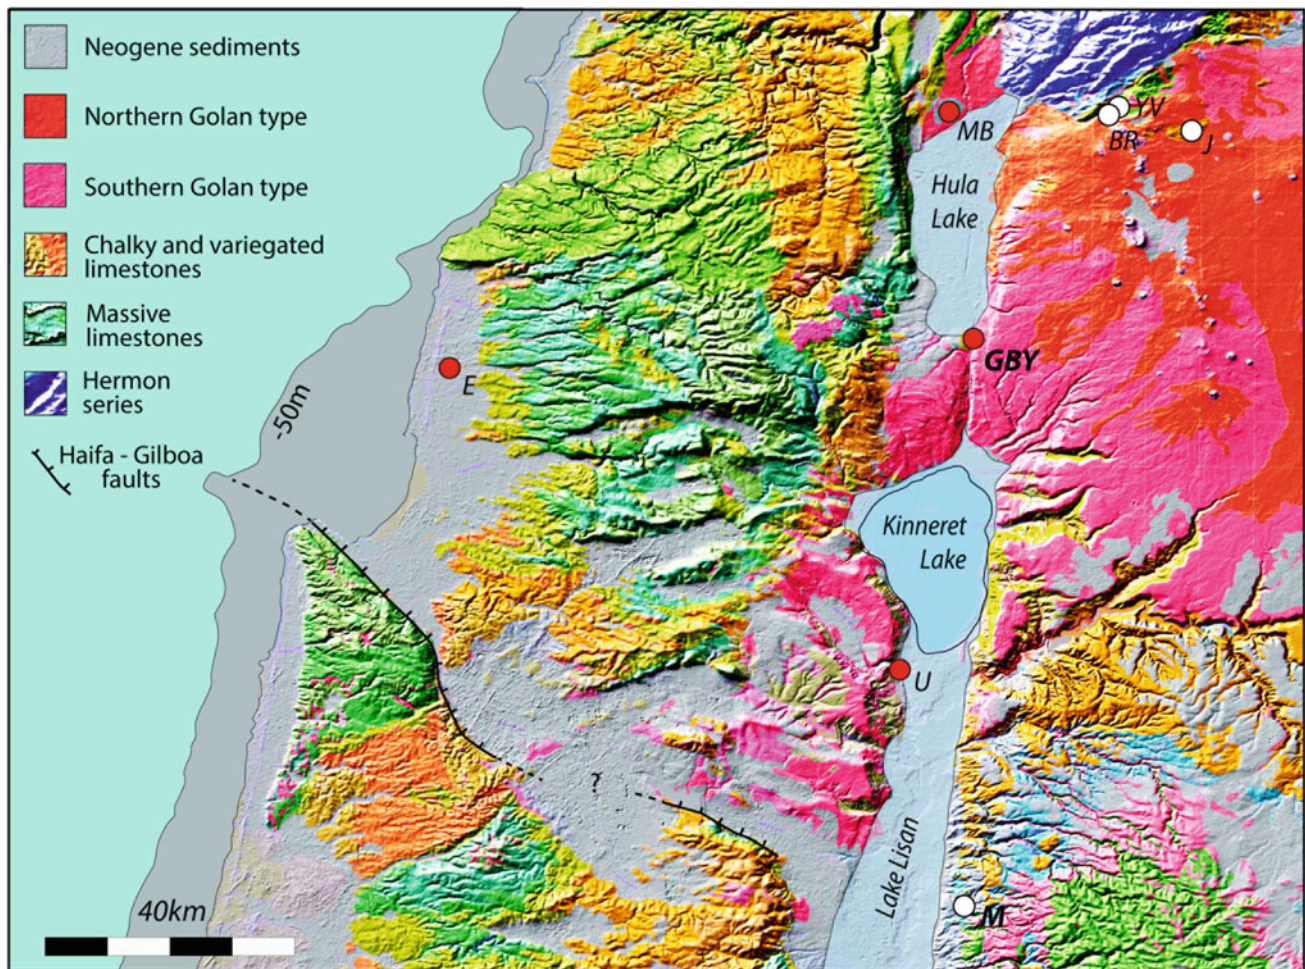 Neogene sediments
Northern Golan type
Southern Golan type
Chalky and variegated
limestones
Massive
limestones
Hermon
series
Haifa - Gilboa
faults
-50m
40km
E
MB
YV
BR
J
Hula
Lake
GBY
Kinneret
Lake
U
?
Lake Lisan
M